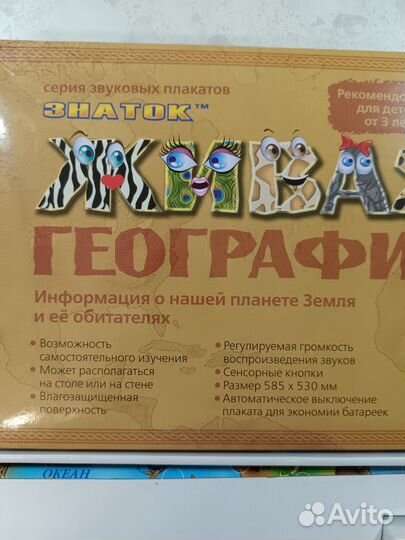 серия звуковых плакатов
ЗНАТОК™
Рекомендо
для дете
от 3 ле
ЖИВАЯ
ГЕОГРАФИ
Информация о нашей планете Земля
и её обитателях
• Возможность
самостоятельного изучения
• Может располагаться
на столе или на стене
• Влагозащищенная
поверхность
• Регулируемая громкость
воспроизведения звуков
• Сенсорные кнопки
• Размер 585 х 530 мм
• Автоматическое выключение
плаката для экономии батареек
ОКЕАН
Avito